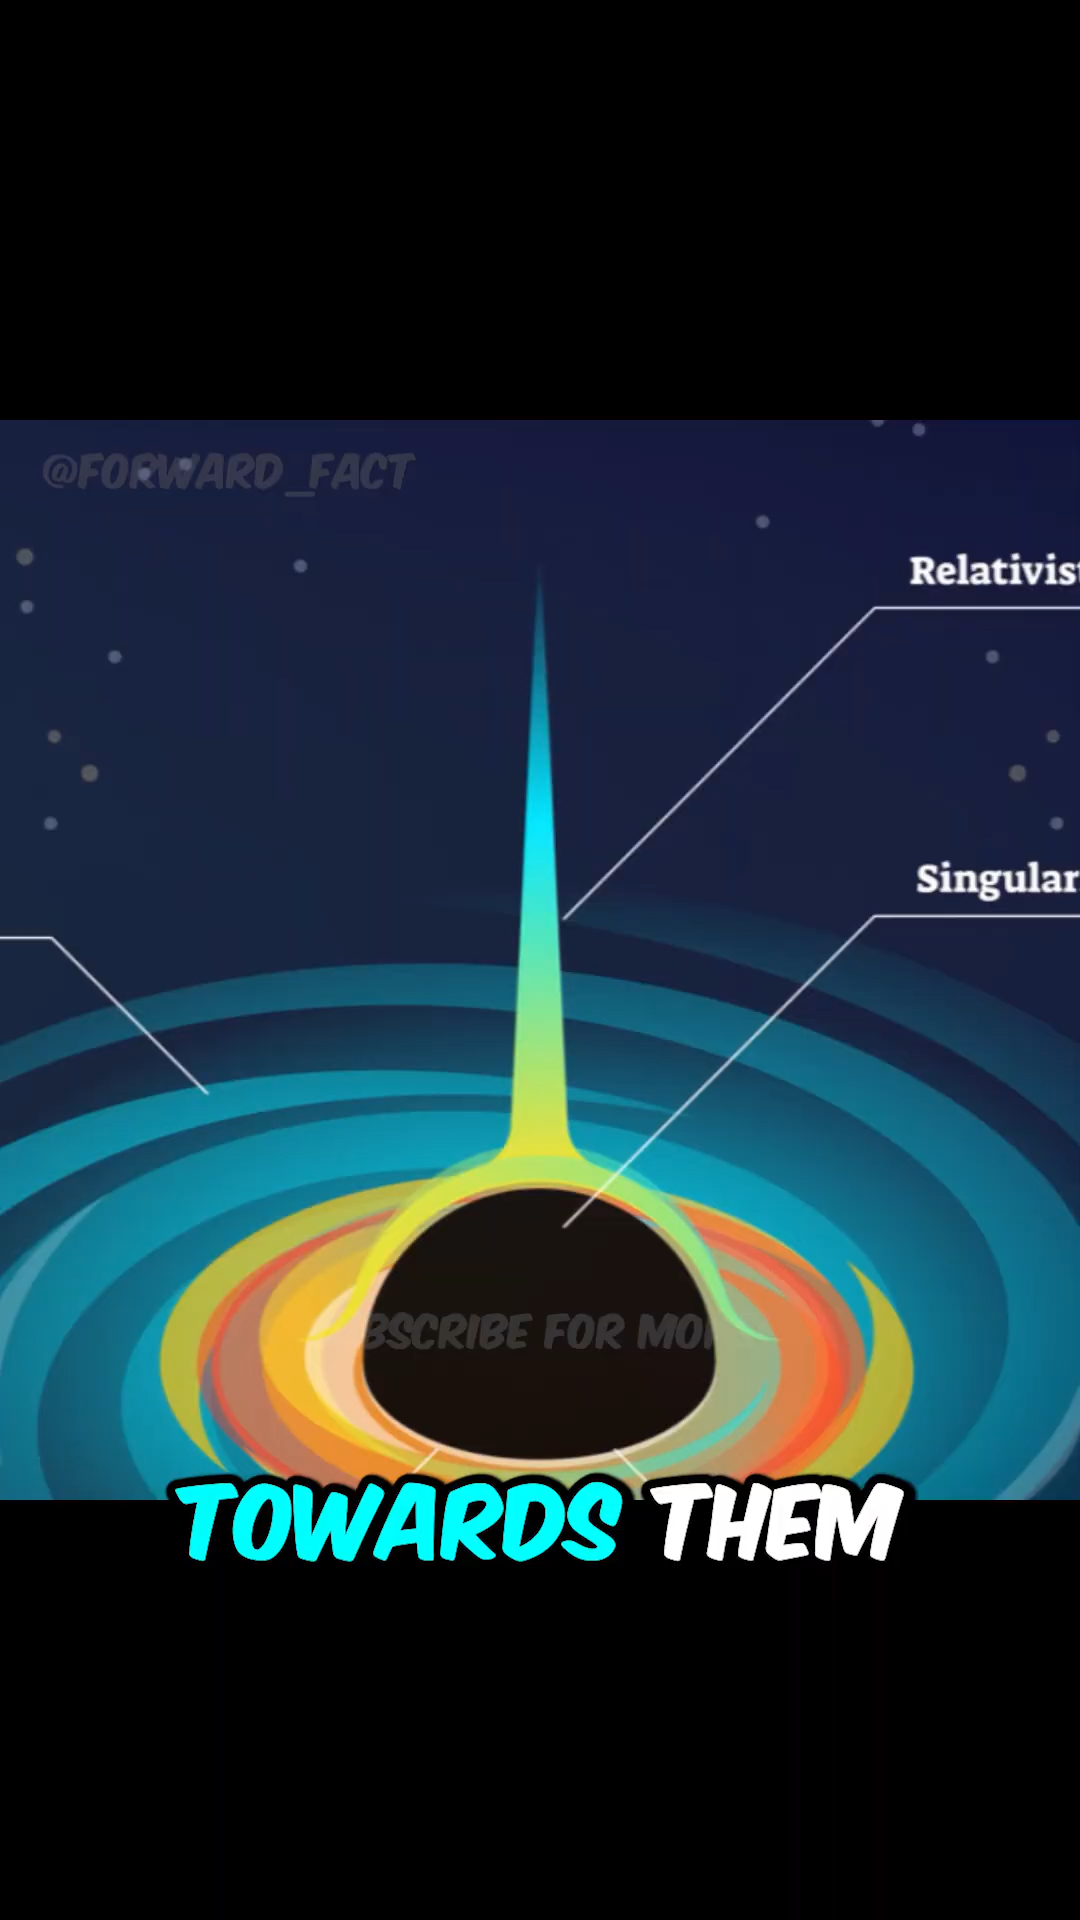 @FORWARD_FACT
Relativist
Singular
BSCRIBE FOR MO
TOWARDS THEM